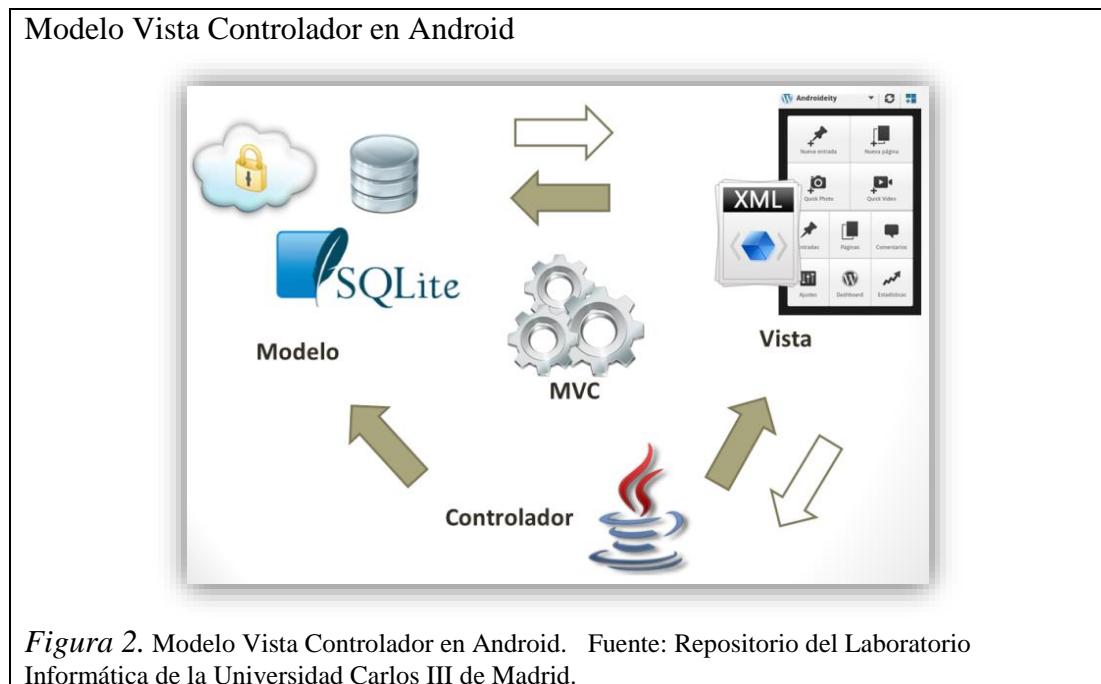 Modelo Vista Controlador en Android
Androideity
Nueva entrada
Nueva página
Quick Photo
Quick Video
XML
Entradas
Páginas
Comentarios
Ajustes
Dashboard
Estadísticas
SQLite
Modelo
Vista
MVC
Controlador
Figura 2. Modelo Vista Controlador en Android. Fuente: Repositorio del Laboratorio
Informática de la Universidad Carlos III de Madrid.